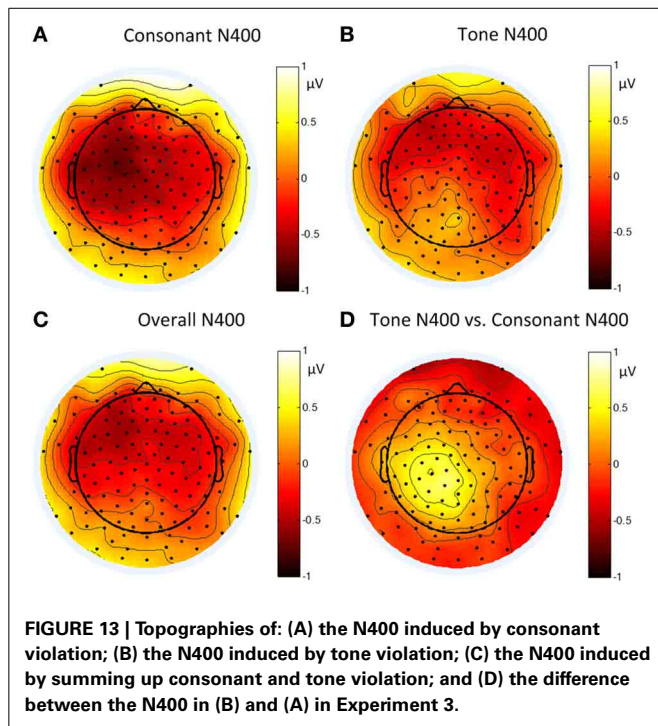 A Consonant N400
B Tone N400
1
µV
0.5
0
-0.5
-1
1
µV
0.5
0
-0.5
-1
C Overall N400
D Tone N400 vs. Consonant N400
1
µV
0.5
0
-0.5
-1
1
µV
0.5
0
-0.5
-1
FIGURE 13 | Topographies of: (A) the N400 induced by consonant
violation; (B) the N400 induced by tone violation; (C) the N400 induced
by summing up consonant and tone violation; and (D) the difference
between the N400 in (B) and (A) in Experiment 3.